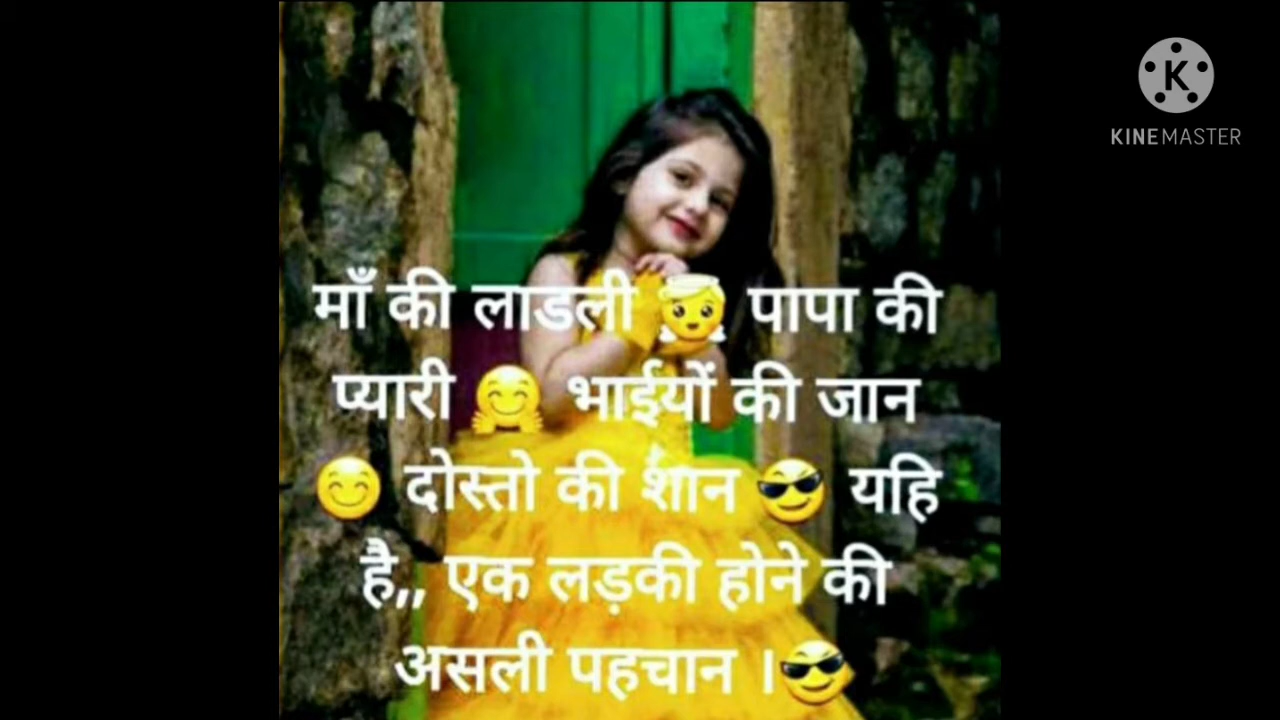 माँ की लाडली 👼 पापा की
प्यारी 🤗 भाईयों की जान
😊 दोस्तो की शान 😎 यहि
है,, एक लड़की होने की
असली पहचान ।😎
K
KINEMASTER